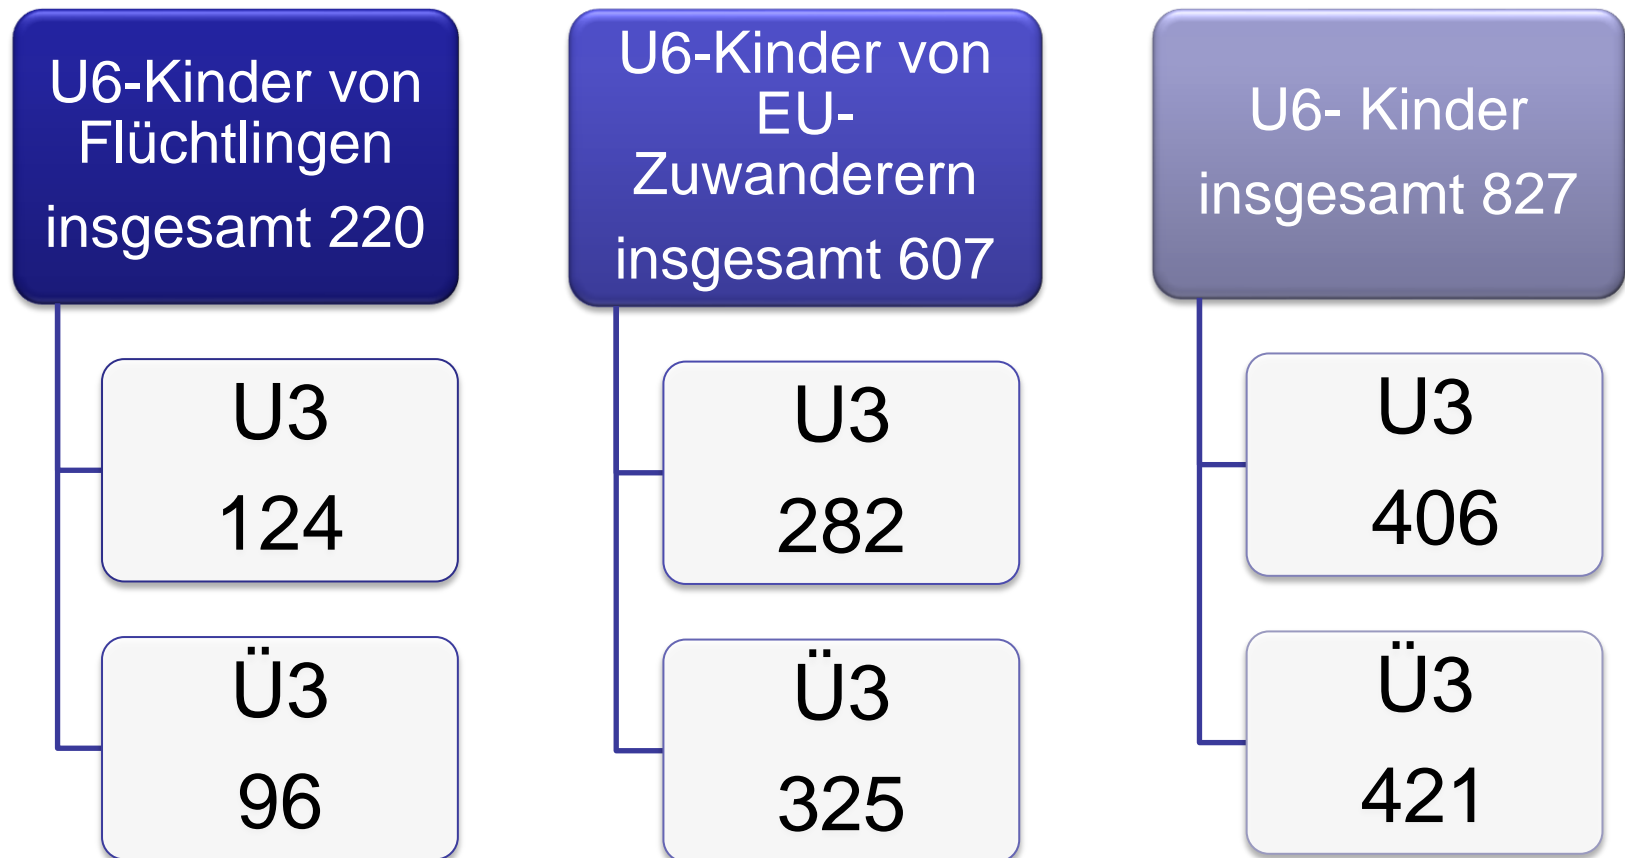 U6-Kinder von
Flüchtlingen
insgesamt 220
U3
124
Ü3
96
U6-Kinder von
EU-
Zuwanderern
insgesamt 607
U3
282
Ü3
325
U6- Kinder
insgesamt 827
U3
406
Ü3
421